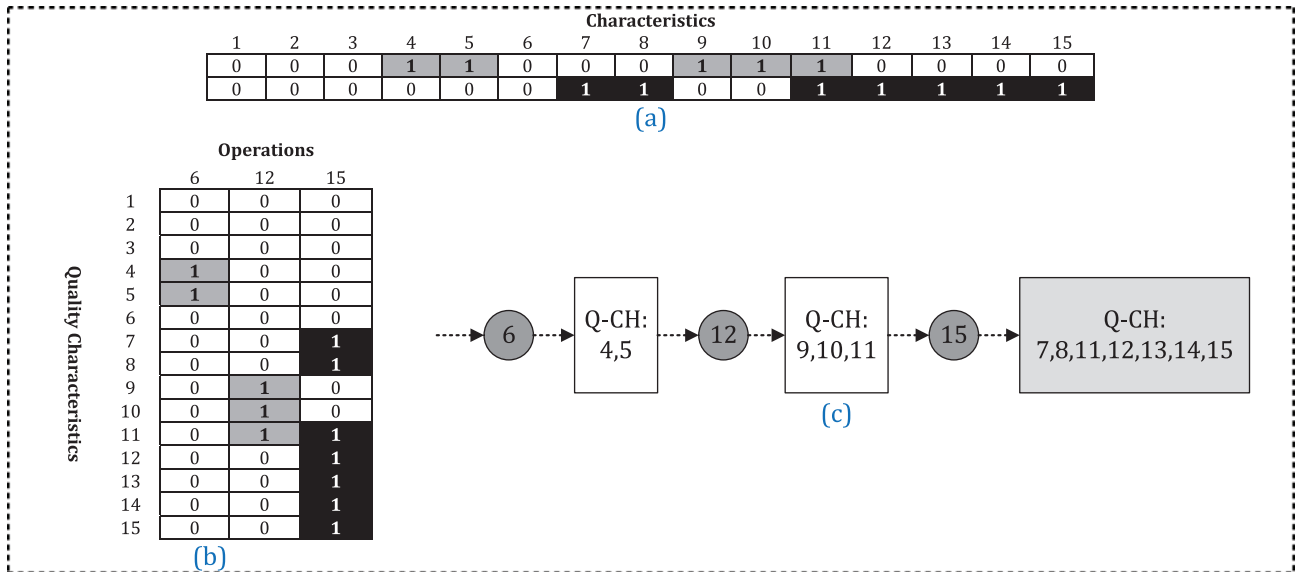 Characteristics
1 2 3 4 5 6 7 8 9 10 11 12 13 14 15
0 0 0 1 1 0 0 0 1 1 1 0 0 0 0
0 0 0 0 0 0 1 1 0 0 1 1 1 1 1
(a)
Operations
6 12 15
Quality Characteristics
1 0 0 0
2 0 0 0
3 0 0 0
4 1 0 0
5 1 0 0
6 0 0 0
7 0 0 1
8 0 0 1
9 0 1 0
10 0 1 0
11 0 1 1
12 0 0 1
13 0 0 1
14 0 0 1
15 0 0 1
(b)
6
Q-CH:
4,5
12
Q-CH:
9,10,11
15
Q-CH:
7,8,11,12,13,14,15
(c)